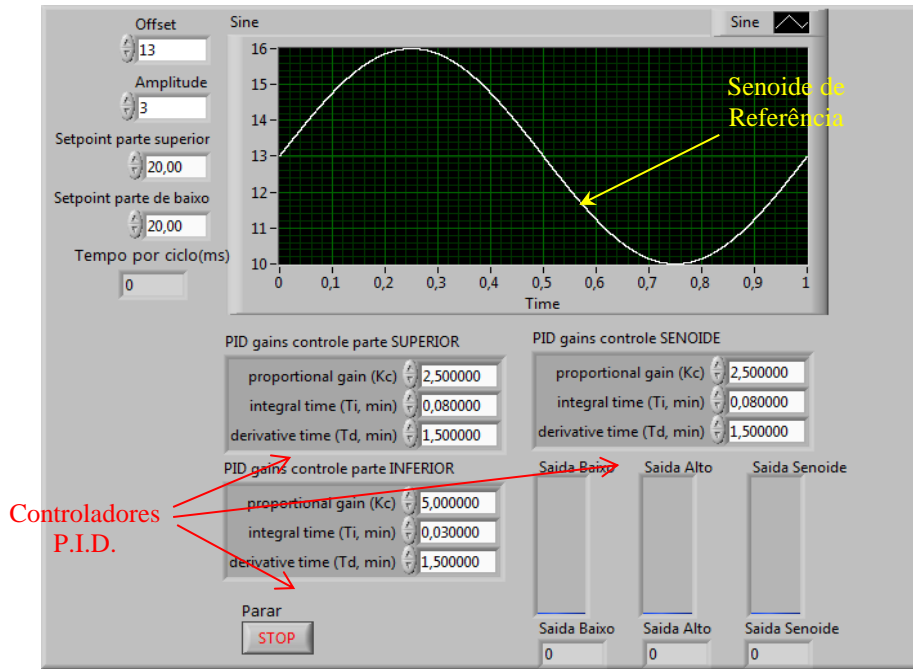 Offset
13
Amplitude
3
Setpoint parte superior
20,00
Setpoint parte de baixo
20,00
Tempo por ciclo(ms)
0
Sine
Sine
16
15
14
13
12
11
10
0 0,1 0,2 0,3 0,4 0,5 0,6 0,7 0,8 0,9 1
Time
Senoide de
Referência
PID gains controle parte SUPERIOR
proportional gain (Kc) 2,500000
integral time (Ti, min) 0,080000
derivative time (Td, min) 1,500000
PID gains controle SENOIDE
proportional gain (Kc) 2,500000
integral time (Ti, min) 0,080000
derivative time (Td, min) 1,500000
PID gains controle parte INFERIOR
proportional gain (Kc) 5,000000
integral time (Ti, min) 0,030000
derivative time (Td, min) 1,500000
Controladores
P.I.D.
Parar
STOP
Saida Baixo Saida Alto Saida Senoide
Saida Baixo Saida Alto Saida Senoide
0 0 0